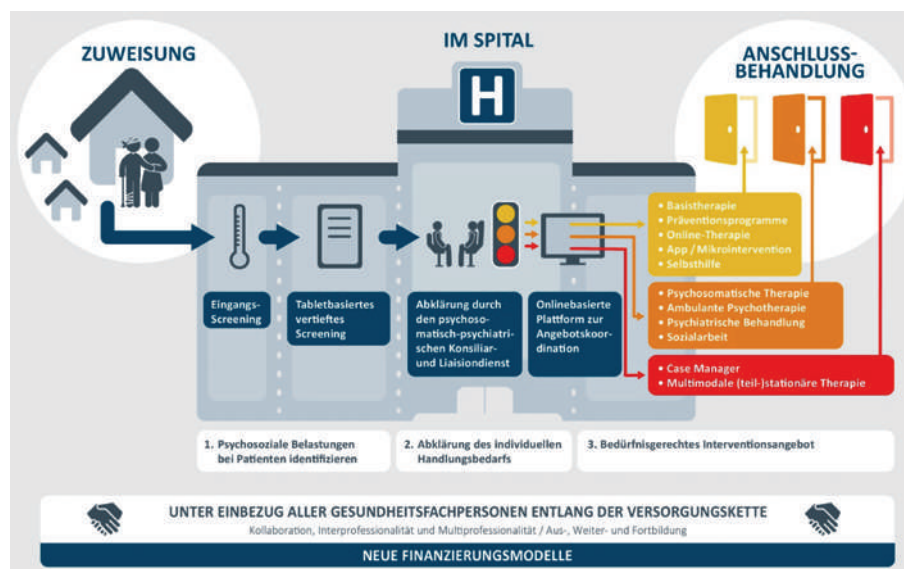 ZUWEISUNG
IM SPITAL
ANSCHLUSS-
BEHANDLUNG
H
Eingangs-
Screening
Tabletbasiertes
vertieftes
Screening
Abklärung durch
den psychoso-
matisch-psychiat-
rischen Konsiliar-
und Liaisondienst
Onlinebasierte
Plattform zur
Angebotskoor-
dination
• Basistherapie
• Präventionsprogramme
• Online-Therapie
• App / Mikrointervention
• Selbsthilfe
• Psychosomatische Therapie
• Ambulante Psychotherapie
• Psychiatrische Behandlung
• Sozialarbeit
• Case Manager
• Multimodale (teil-)stationäre Therapie
1. Psychosoziale Belastungen
bei Patienten identifizieren
2. Abklärung des individuellen
Handlungsbedarfs
3. Bedürfnisgerechtes Interventionsangebot
UNTER EINBEZUG ALLER GESUNDHEITSFACHPERSONEN ENTLANG DER VERSORGUNGSKETTE
Kollaboration, Interprofessionalität und Multiprofessionalität / Aus-, Weiter- und Fortbildung
NEUE FINANZIERUNGSMODELLE